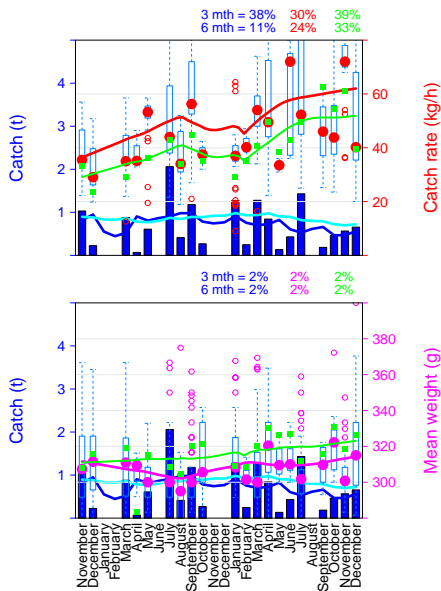 3 mth = 38% 30% 39%
6 mth = 11% 24% 33%
5
4
3
2
1
Catch (t)
60
40
20
Catch rate (kg/h)
3 mth = 2% 2% 2%
6 mth = 2% 2% 2%
4
3
2
1
Catch (t)
380
360
340
320
300
Mean weight (g)
November
December
January
February
March
April
May
June
July
August
September
October
November
December
January
February
March
April
May
June
July
August
September
October
November
December